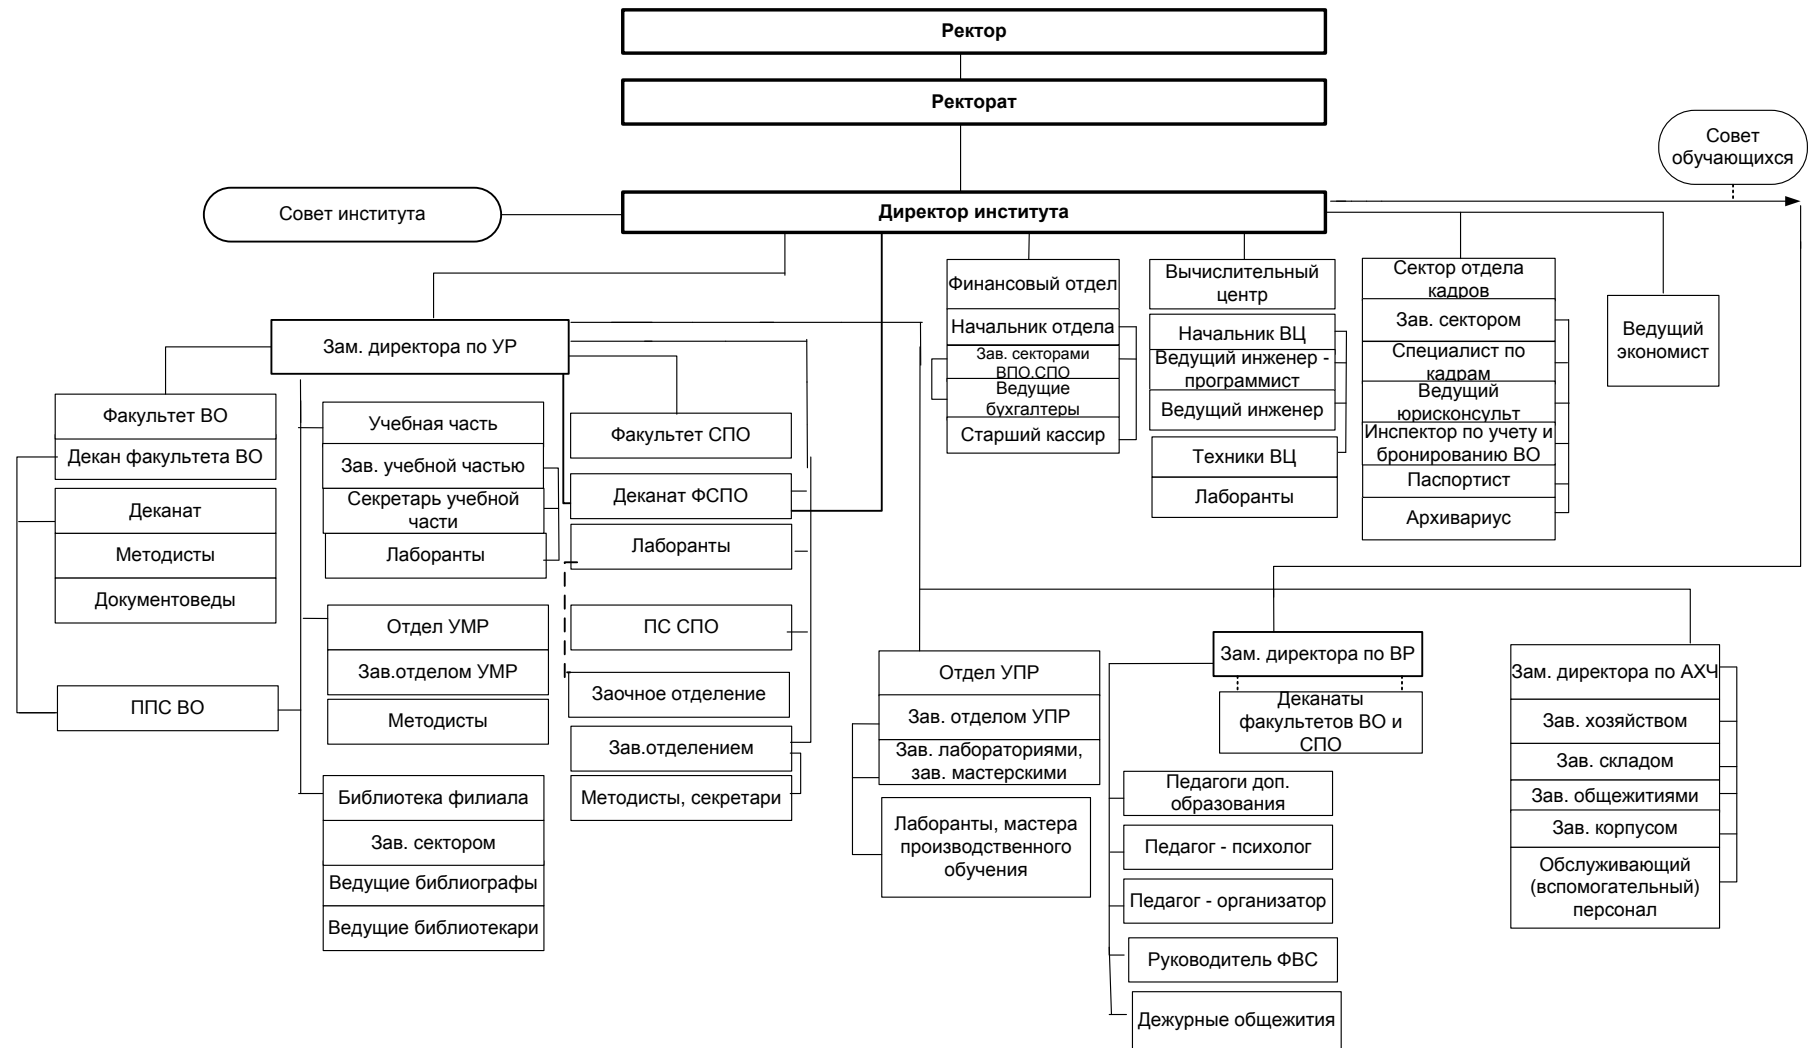 Ректор
Ректорат
Совет
обучающихся
Совет института
Директор института
Финансовый отдел
Начальник отдела
Зав. секторами
ВПО,СПО
Ведущие
бухгалтеры
Старший кассир
Вычислительный
центр
Начальник ВЦ
Ведущий инженер -
программист
Ведущий инженер
Техники ВЦ
Лаборанты
Сектор отдела
кадров
Зав. сектором
Специалист по
кадрам
Ведущий
юрисконсульт
Инспектор по учету и
бронированию ВО
Паспортист
Архивариус
Ведущий
экономист
Зам. директора по УР
Факультет ВО
Декан факультета ВО
Деканат
Методисты
Документоведы
ППС ВО
Учебная часть
Зав. учебной частью
Секретарь учебной
части
Лаборанты
Отдел УМР
Зав.отделом УМР
Методисты
Библиотека филиала
Зав. сектором
Ведущие библиографы
Ведущие библиотекари
Факультет СПО
Деканат ФСПО
Лаборанты
ПС СПО
Заочное отделение
Зав.отделением
Методисты, секретари
Отдел УПР
Зав. отделом УПР
Зав. лабораториями,
зав. мастерскими
Лаборанты, мастера
производственного
обучения
Зам. директора по ВР
Деканаты
факультетов ВО и
СПО
Педагоги доп.
образования
Педагог - психолог
Педагог - организатор
Руководитель ФВС
Дежурные общежития
Зам. директора по АХЧ
Зав. хозяйством
Зав. складом
Зав. общежитиями
Зав. корпусом
Обслуживающий
(вспомогательный)
персонал